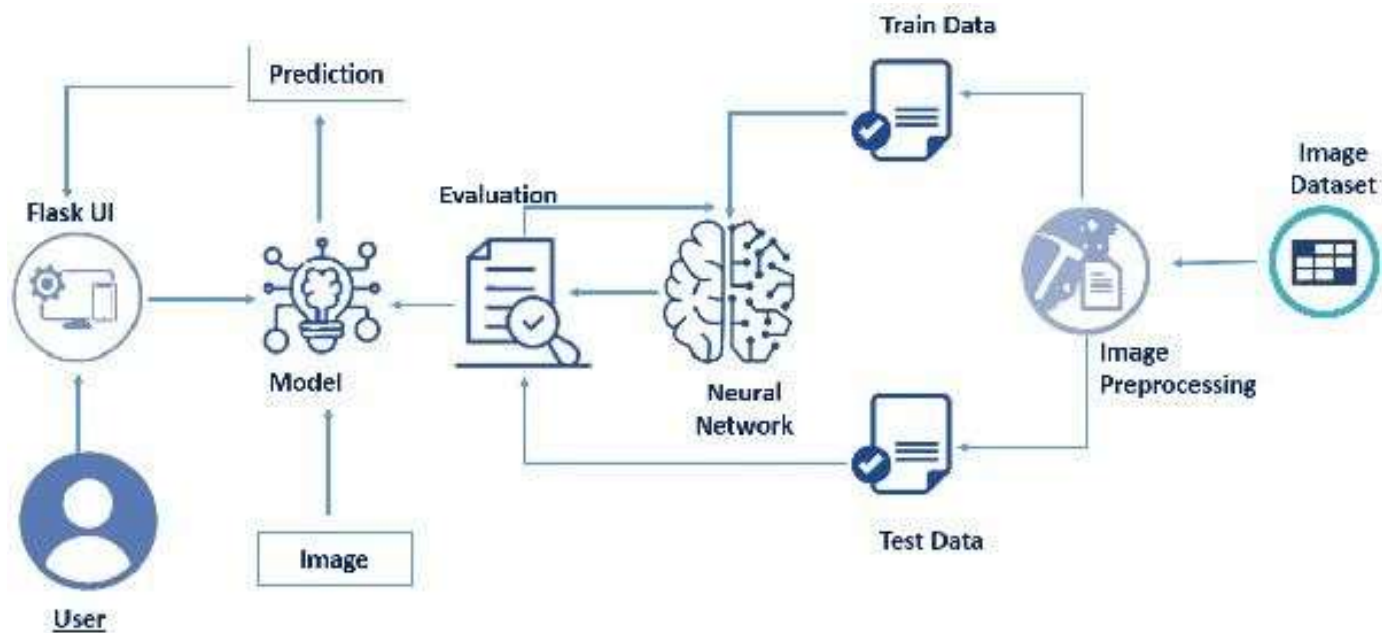 Train Data
Prediction
Image
Dataset
Evaluation
Flask UI
Image
Preprocessing
Model
Neural
Network
Test Data
Image
User